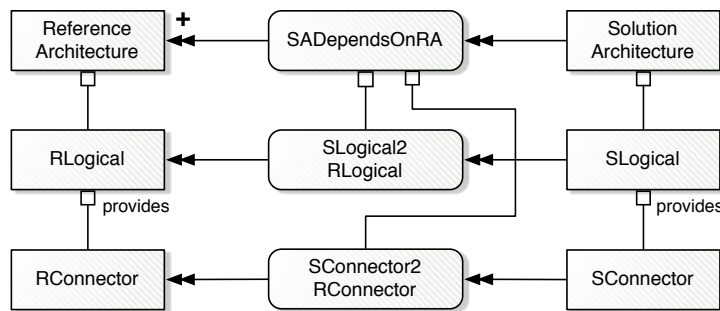 Reference
Architecture
+
SADependsOnRA
Solution
Architecture
RLogical
SLogical2
RLogical
SLogical
provides
provides
RConnector
SConnector2
RConnector
SConnector